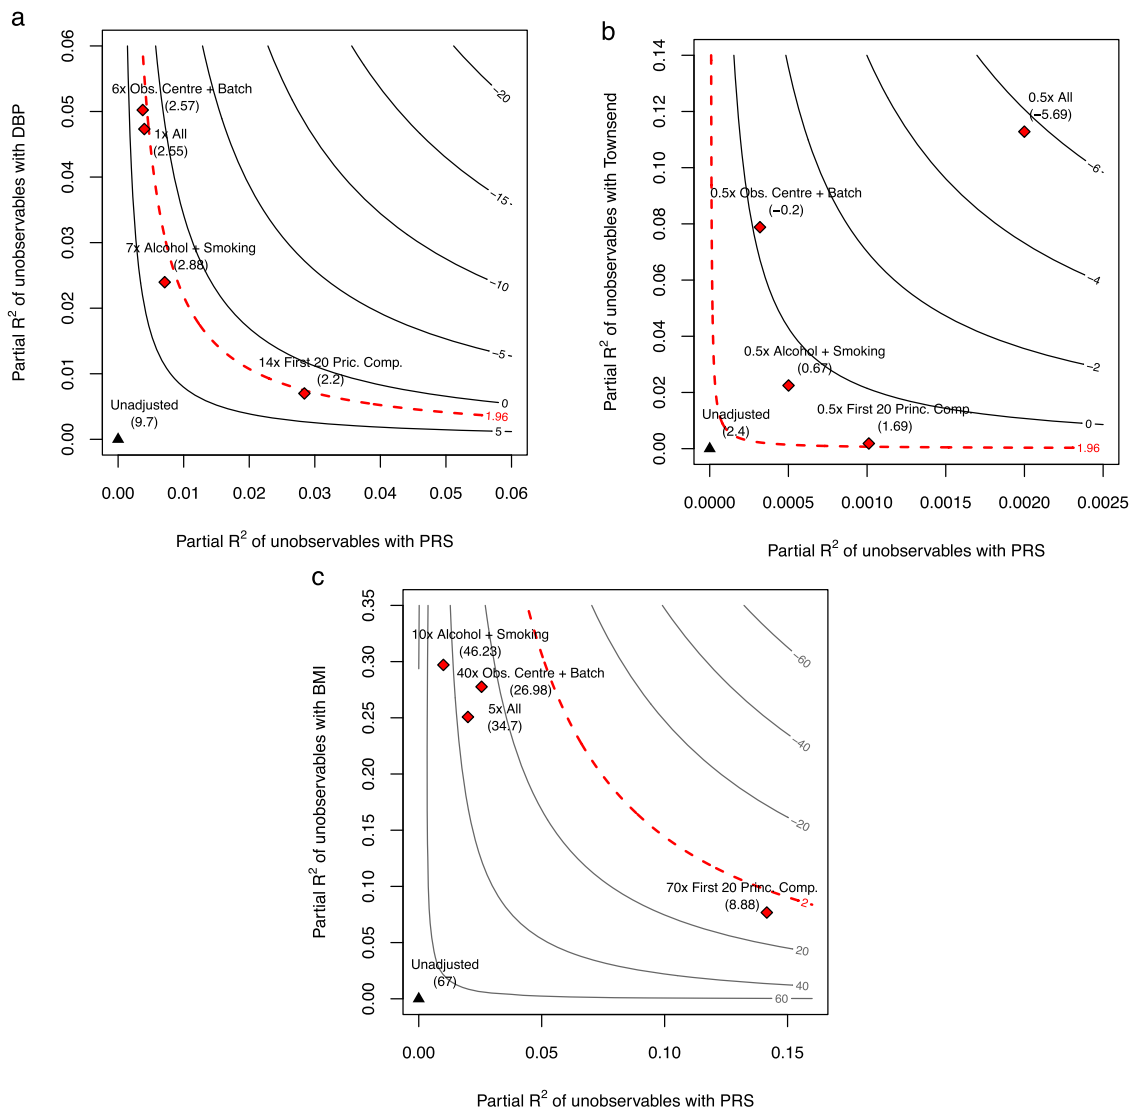 a
Partial R² of unobservables with DBP
0.06
0.05
0.04
0.03
0.02
0.01
0.00
6x Obs. Centre + Batch
(2.57)
1x All
(2.55)
7x Alcohol + Smoking
(2.88)
14x First 20 Pric. Comp.
(2.2)
Unadjusted
(9.7)
−20
−15
−10
−5
0
1.96
5
0.00 0.01 0.02 0.03 0.04 0.05 0.06
Partial R² of unobservables with PRS
b
Partial R² of unobservables with Townsend
0.14
0.12
0.10
0.08
0.06
0.04
0.02
0.00
0.5x All
(−5.69)
0.5x Obs. Centre + Batch
(−0.2)
0.5x Alcohol + Smoking
(0.67)
0.5x First 20 Princ. Comp.
(1.69)
Unadjusted
(2.4)
−6
−4
−2
0
1.96
0.0000 0.0005 0.0010 0.0015 0.0020 0.0025
Partial R² of unobservables with PRS
c
Partial R² of unobservables with BMI
0.35
0.30
0.25
0.20
0.15
0.10
0.05
0.00
10x Alcohol + Smoking
(46.23)
40x Obs. Centre + Batch
(26.98)
5x All
(34.7)
70x First 20 Princ. Comp.
(8.88)
Unadjusted
(67)
−60
−40
−20
2
20
40
60
0.00 0.05 0.10 0.15
Partial R² of unobservables with PRS